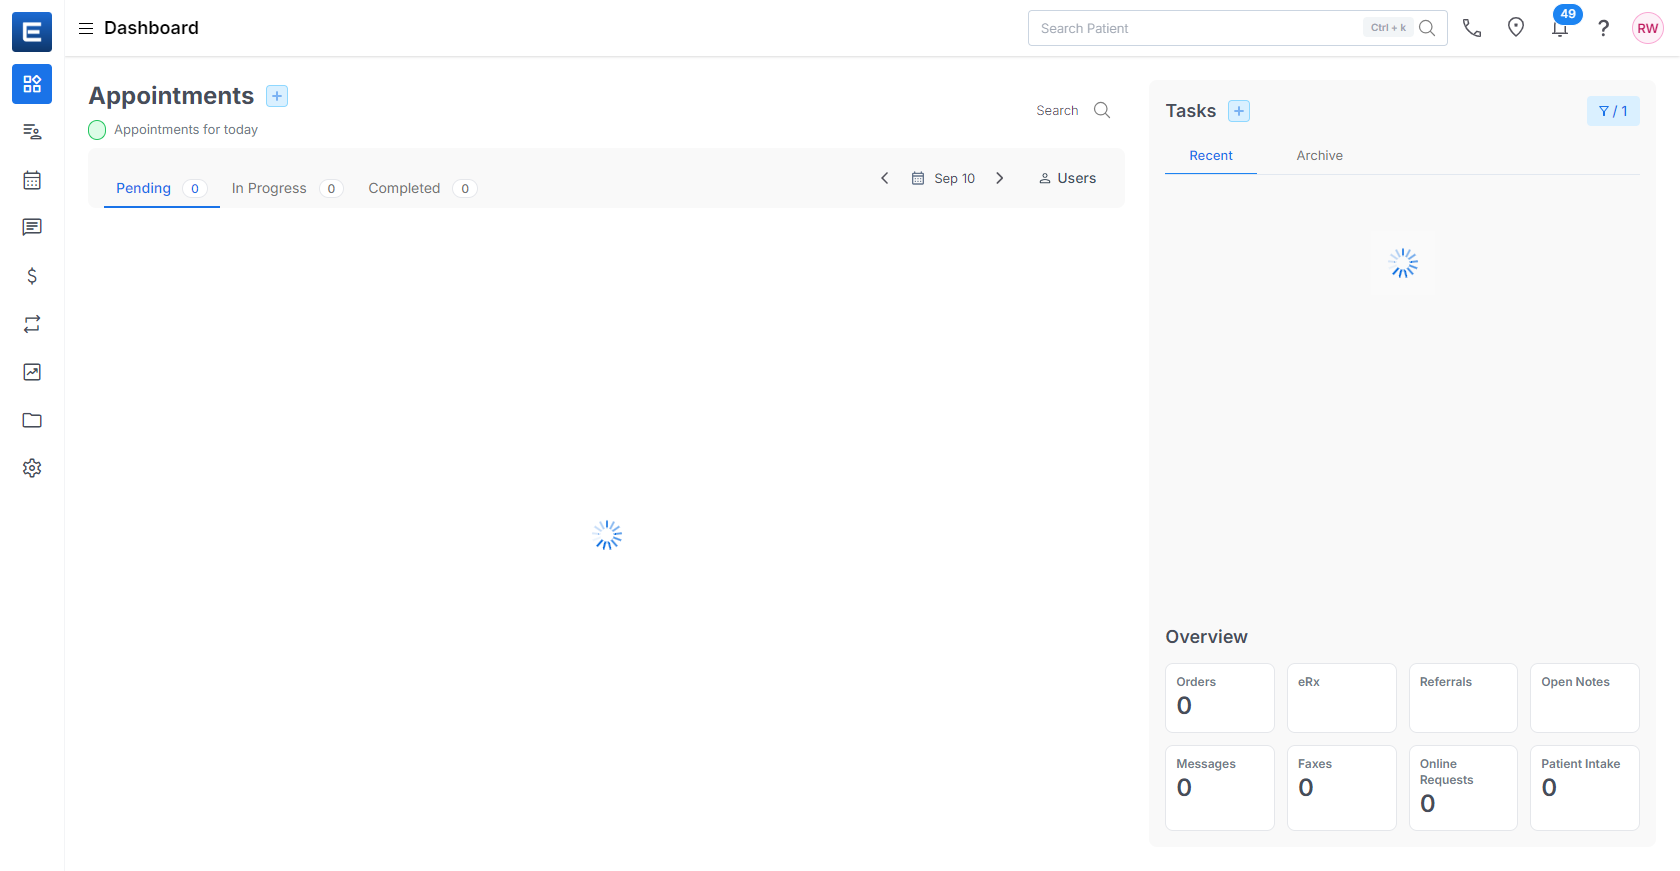 E
Dashboard
Search Patient
Ctrl + k
49
?
RW
Appointments
+
Appointments for today
Search
Pending 0
In Progress 0
Completed 0
Sep 10
Users
$
Tasks
+
/ 1
Recent
Archive
Overview
Orders
0
eRx
Referrals
Open Notes
Messages
0
Faxes
0
Online
Requests
0
Patient Intake
0